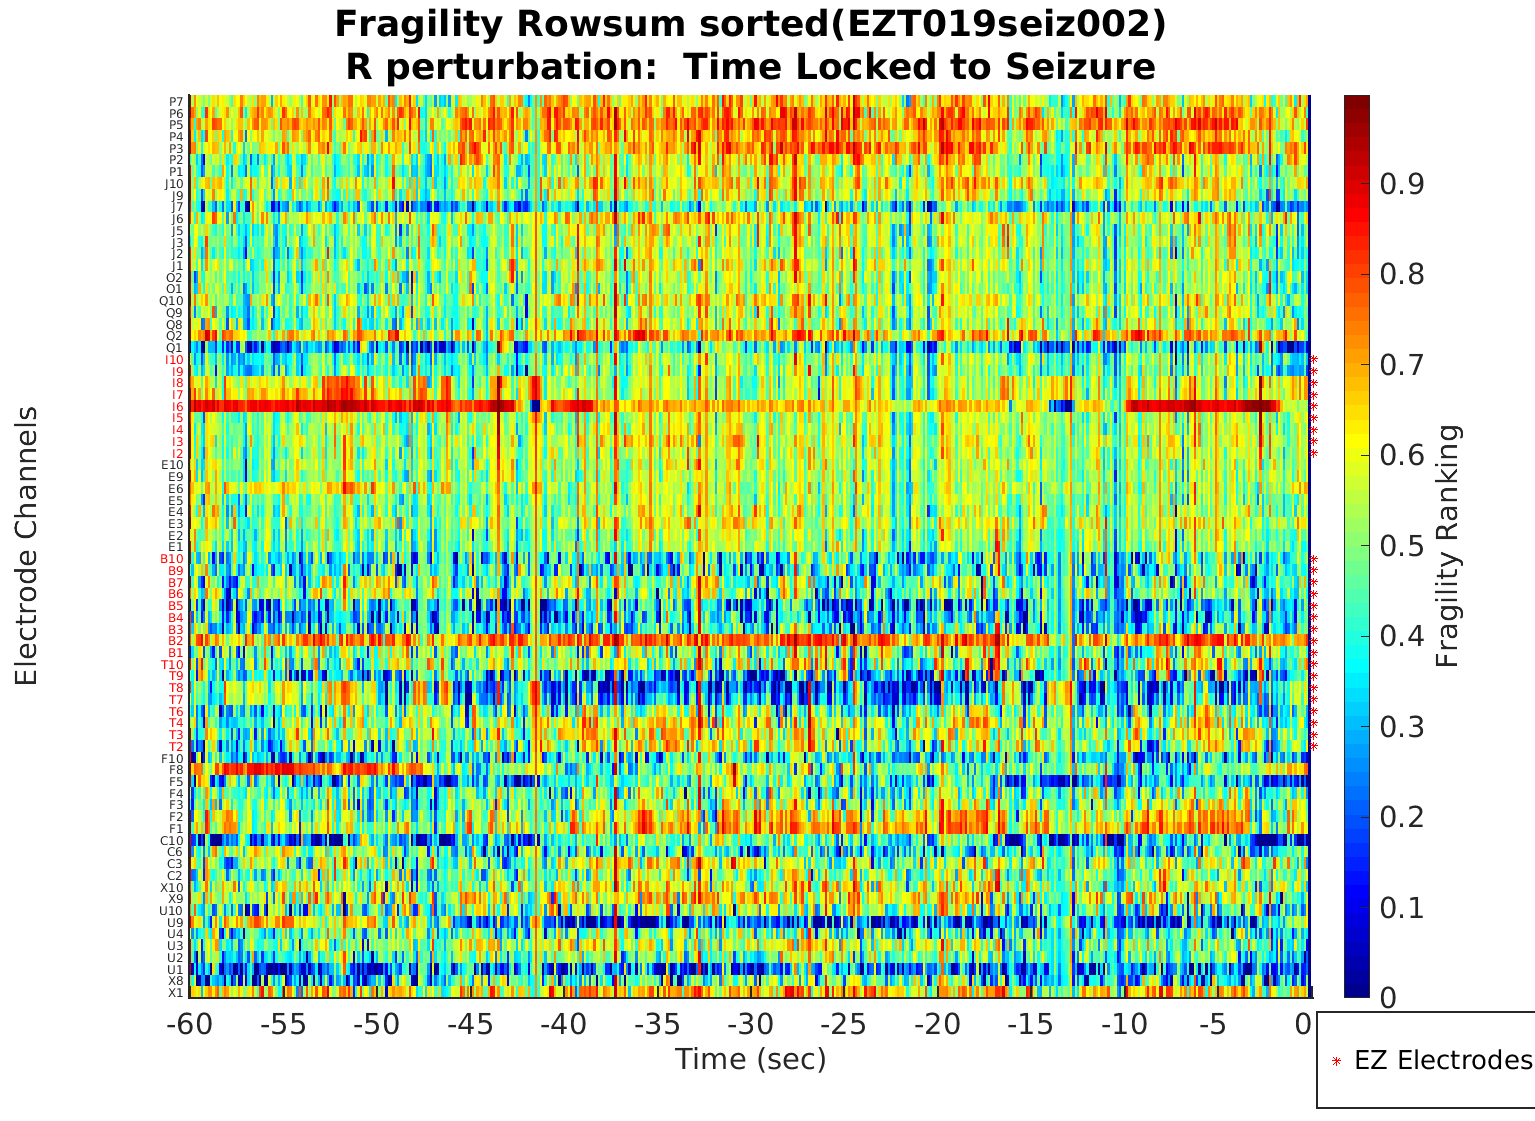 Fragility Rowsum sorted(EZT019seiz002)
R perturbation:  Time Locked to Seizure
Electrode Channels
P7
P6
P5
P4
P3
P2
P1
J10
J9
J7
J6
J5
J3
J2
J1
O2
O1
Q10
Q9
Q8
Q2
Q1
I10
I9
I8
I7
I6
I5
I4
I3
I2
E10
E9
E6
E5
E4
E3
E2
E1
B10
B9
B7
B6
B5
B4
B3
B2
B1
T10
T9
T8
T7
T6
T4
T3
T2
F10
F8
F5
F4
F3
F2
F1
C10
C6
C3
C2
X10
X9
U10
U9
U4
U3
U2
U1
X8
X1
-60 -55 -50 -45 -40 -35 -30 -25 -20 -15 -10 -5 0
Time (sec)
0.9
0.8
0.7
0.6
0.5
0.4
0.3
0.2
0.1
0
Fragility Ranking
EZ Electrodes